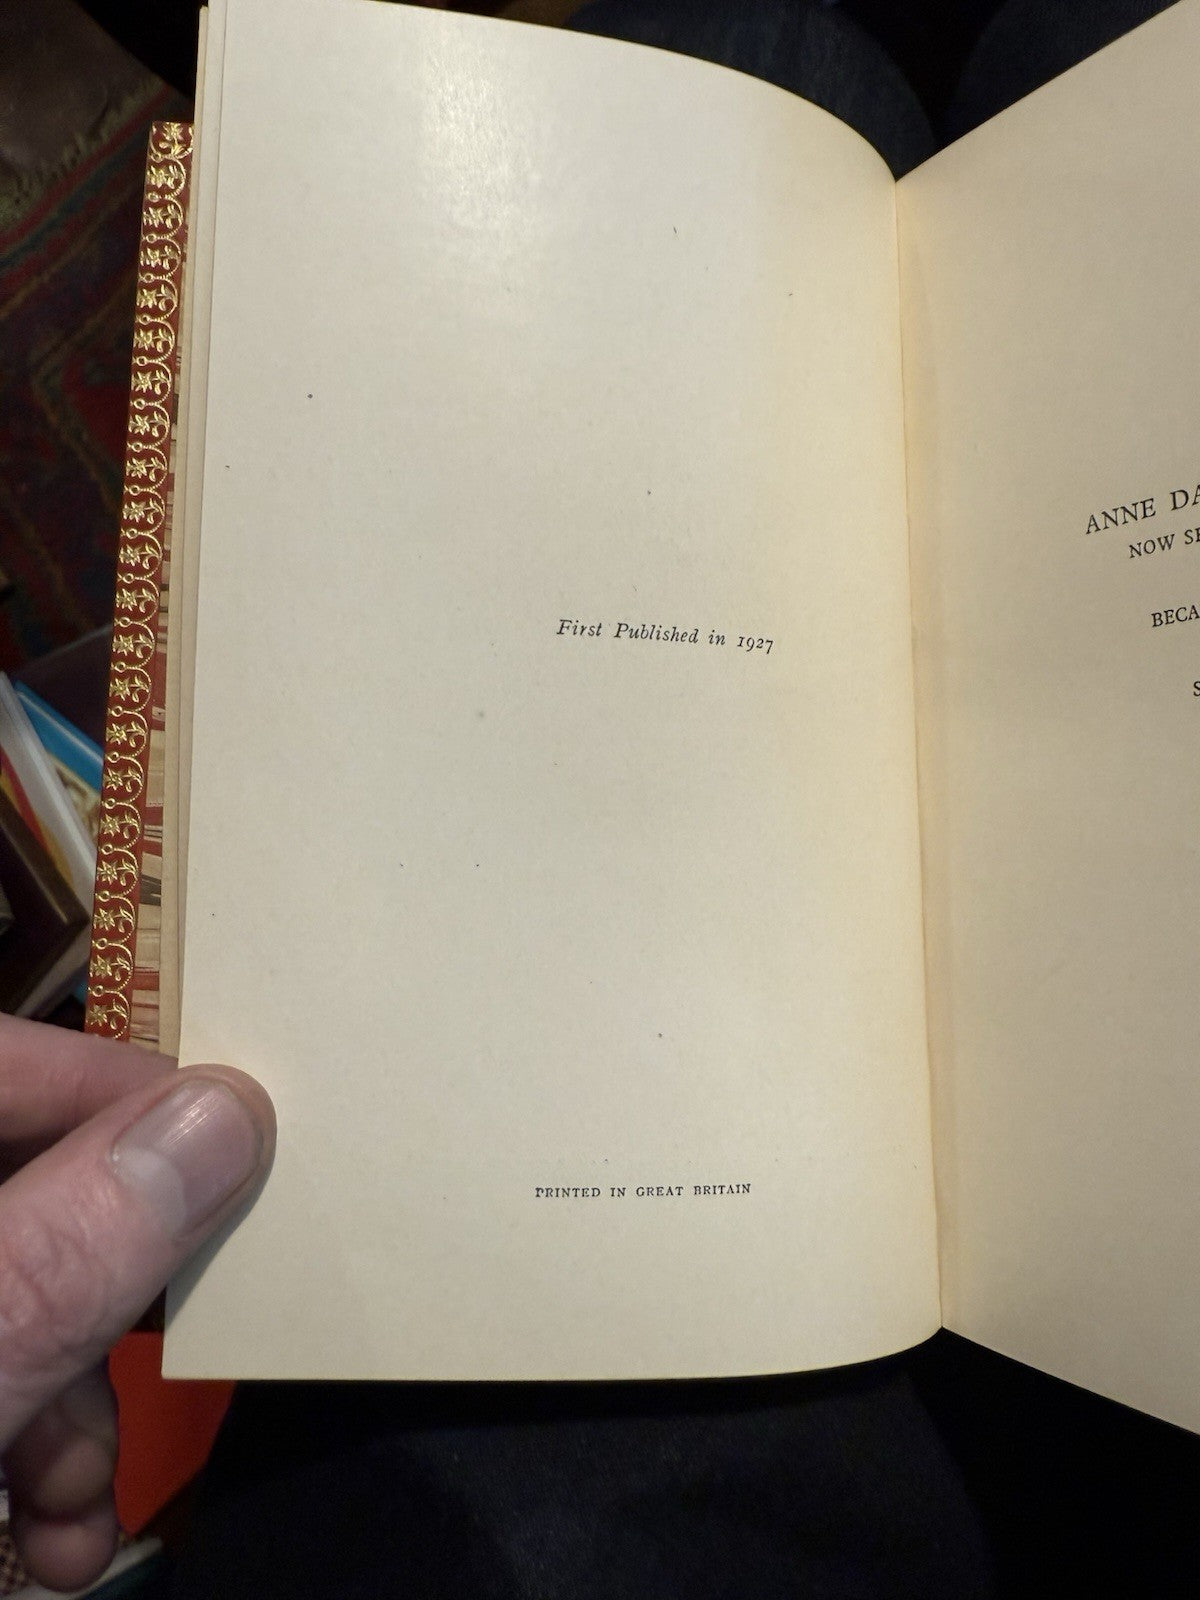 First Published in 1927
PRINTED IN GREAT BRITAIN
ANNE
NOW